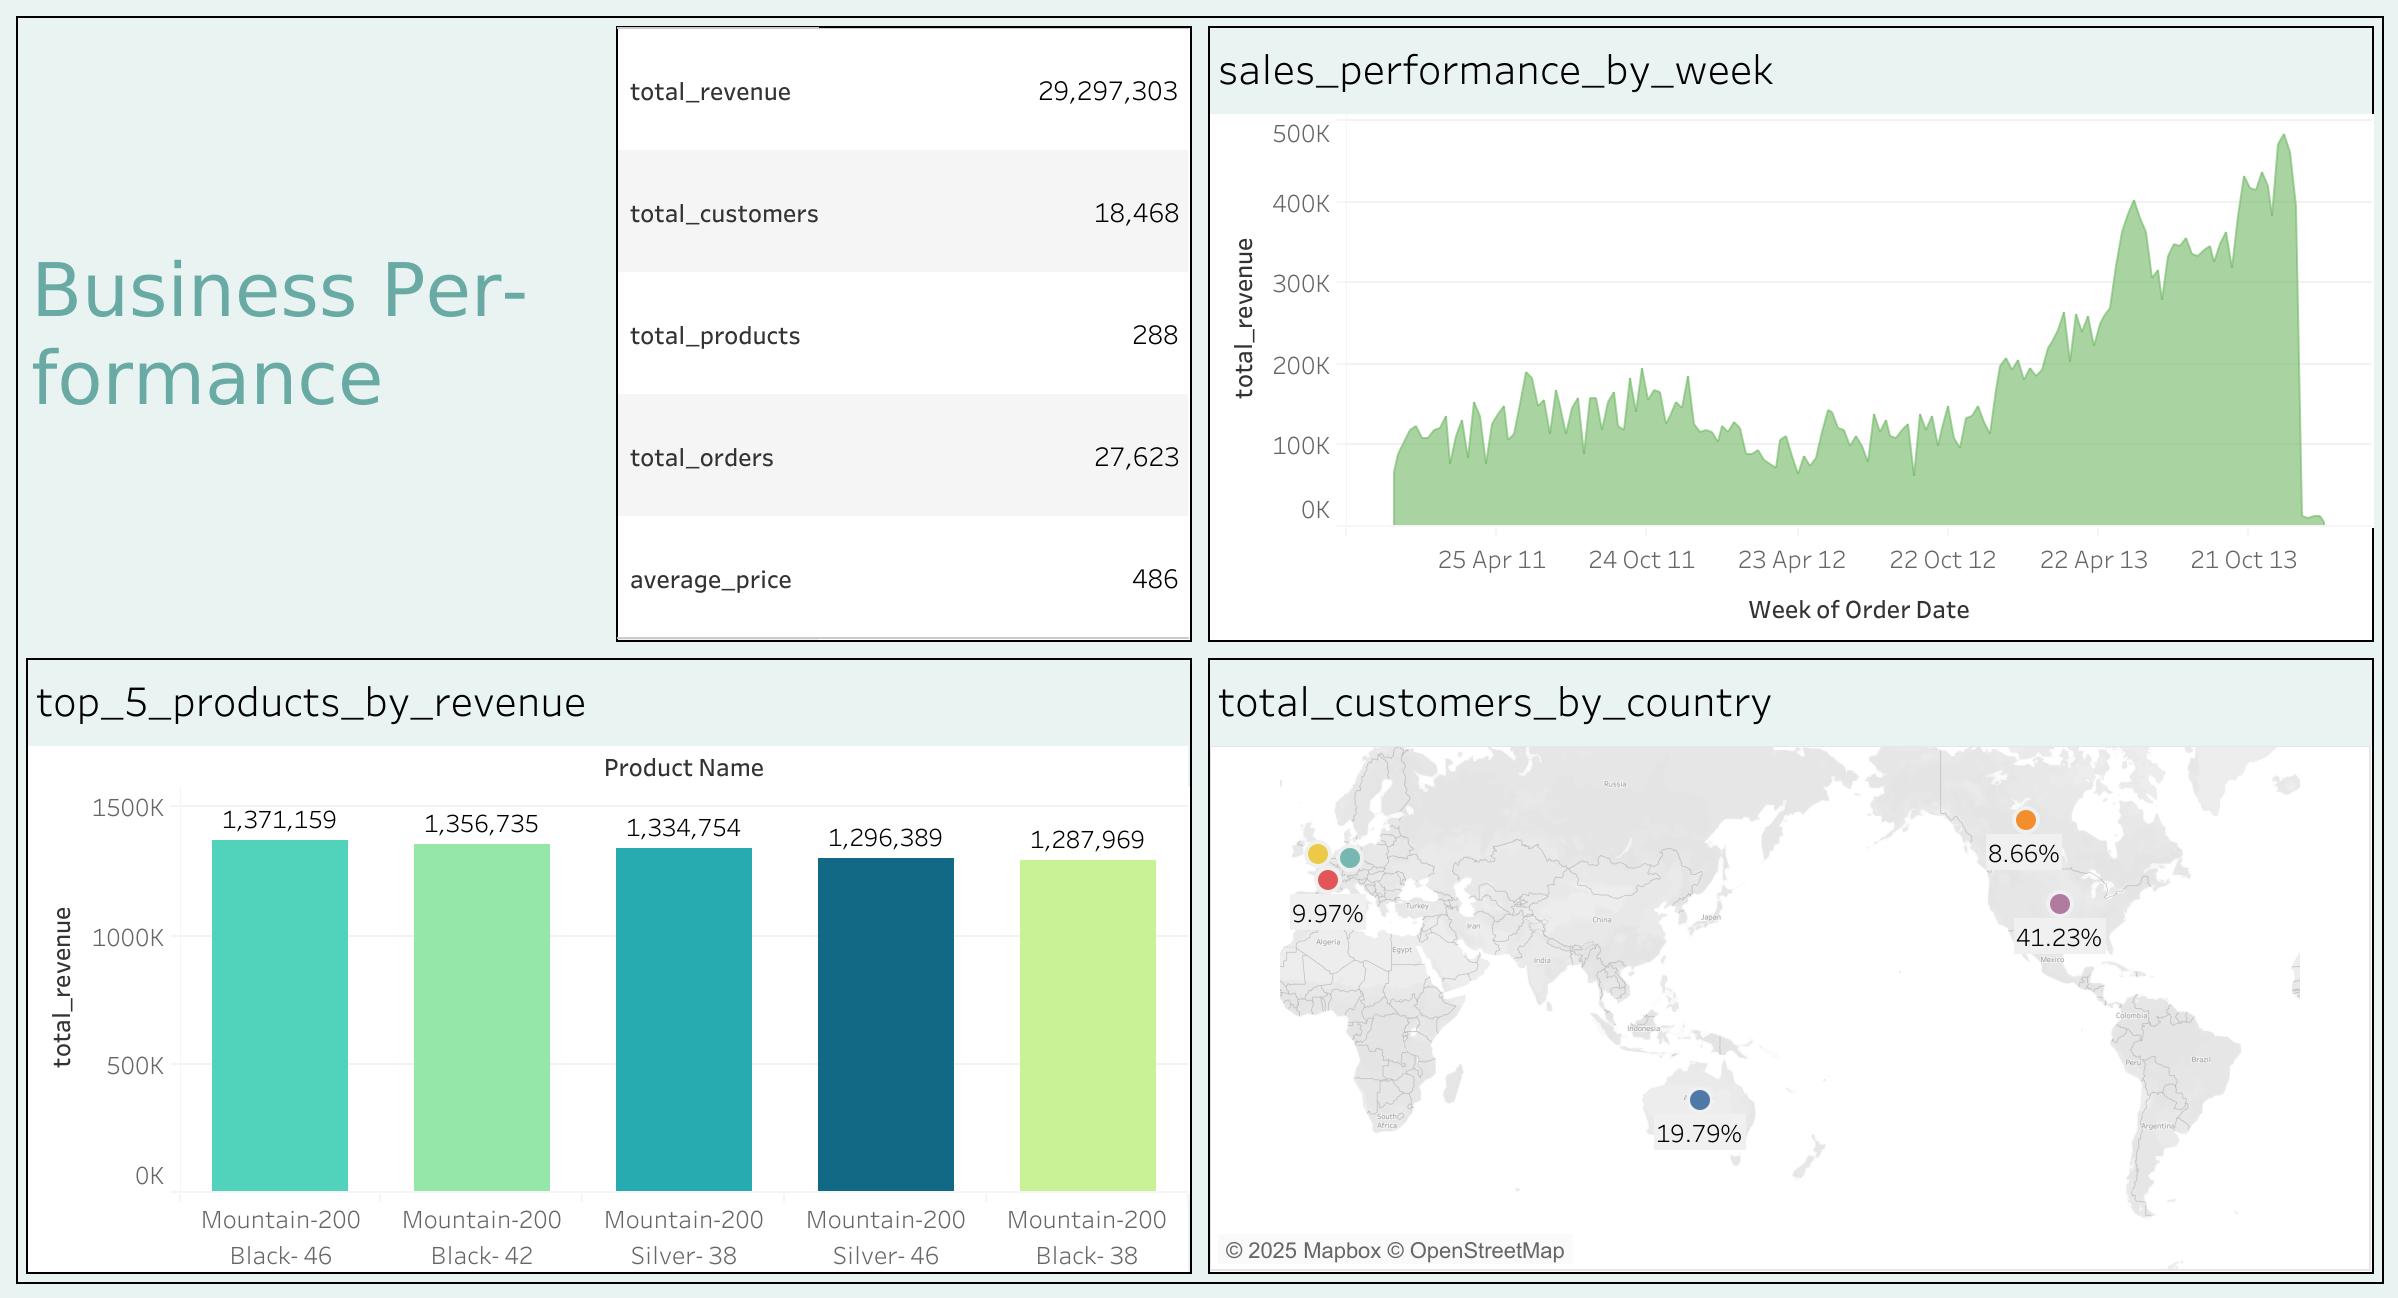 Business Per-
formance
total_revenue 29,297,303
total_customers 18,468
total_products 288
total_orders 27,623
average_price 486
sales_performance_by_week
500K
400K
300K
200K
100K
0K
total_revenue
25 Apr 11 24 Oct 11 23 Apr 12 22 Oct 12 22 Apr 13 21 Oct 13
Week of Order Date
top_5_products_by_revenue
Product Name
1500K
1000K
500K
0K
total_revenue
1,371,159 1,356,735 1,334,754 1,296,389 1,287,969
Mountain-200 Mountain-200 Mountain-200 Mountain-200 Mountain-200
Black- 46 Black- 42 Silver- 38 Silver- 46 Black- 38
total_customers_by_country
Russia
8.66%
Turkey
9.97%
China
Japan
Iran
41.23%
Algeria
Egypt
India
Mexico
Colombia
Indonesia
Peru
Brazil
South
Africa
19.79%
Argentina
© 2025 Mapbox © OpenStreetMap